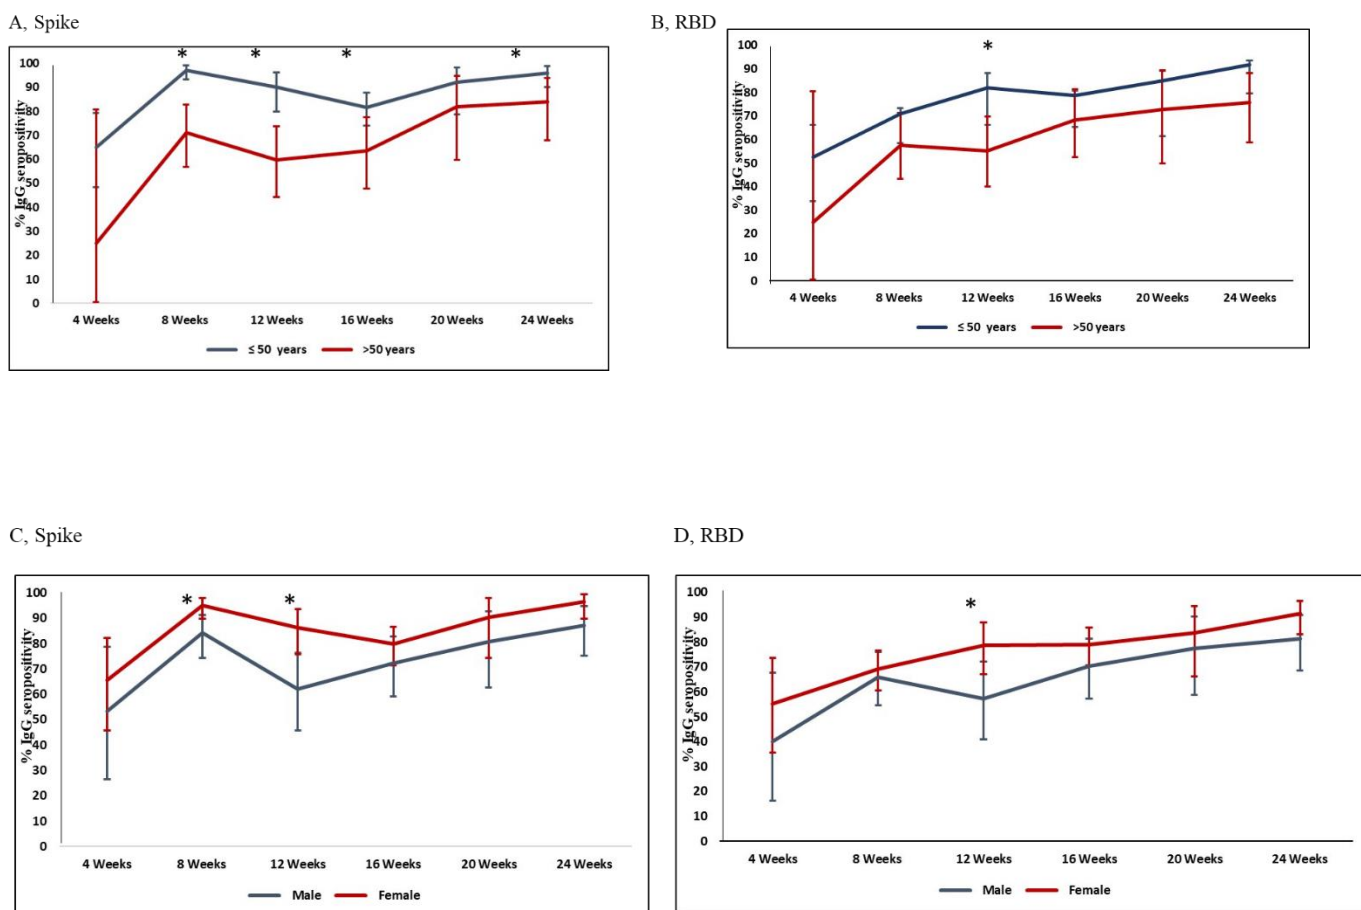 A, Spike
B, RBD
* * * *
% IgG seropositivity
100
90
80
70
60
50
40
30
20
10
0
4 Weeks 8 Weeks 12 Weeks 16 Weeks 20 Weeks 24 Weeks
≤ 50 years >50 years
*
% IgG seropositivity
100
90
80
70
60
50
40
30
20
10
0
4 Weeks 8 Weeks 12 Weeks 16 Weeks 20 Weeks 24 Weeks
≤ 50 years >50 years
C, Spike
D, RBD
* *
% IgG seropositivity
100
90
80
70
60
50
40
30
20
10
0
4 Weeks 8 Weeks 12 Weeks 16 Weeks 20 Weeks 24 Weeks
Male Female
*
% IgG seropositivity
100
90
80
70
60
50
40
30
20
10
0
4 Weeks 8 Weeks 12 Weeks 16 Weeks 20 Weeks 24 Weeks
Male Female